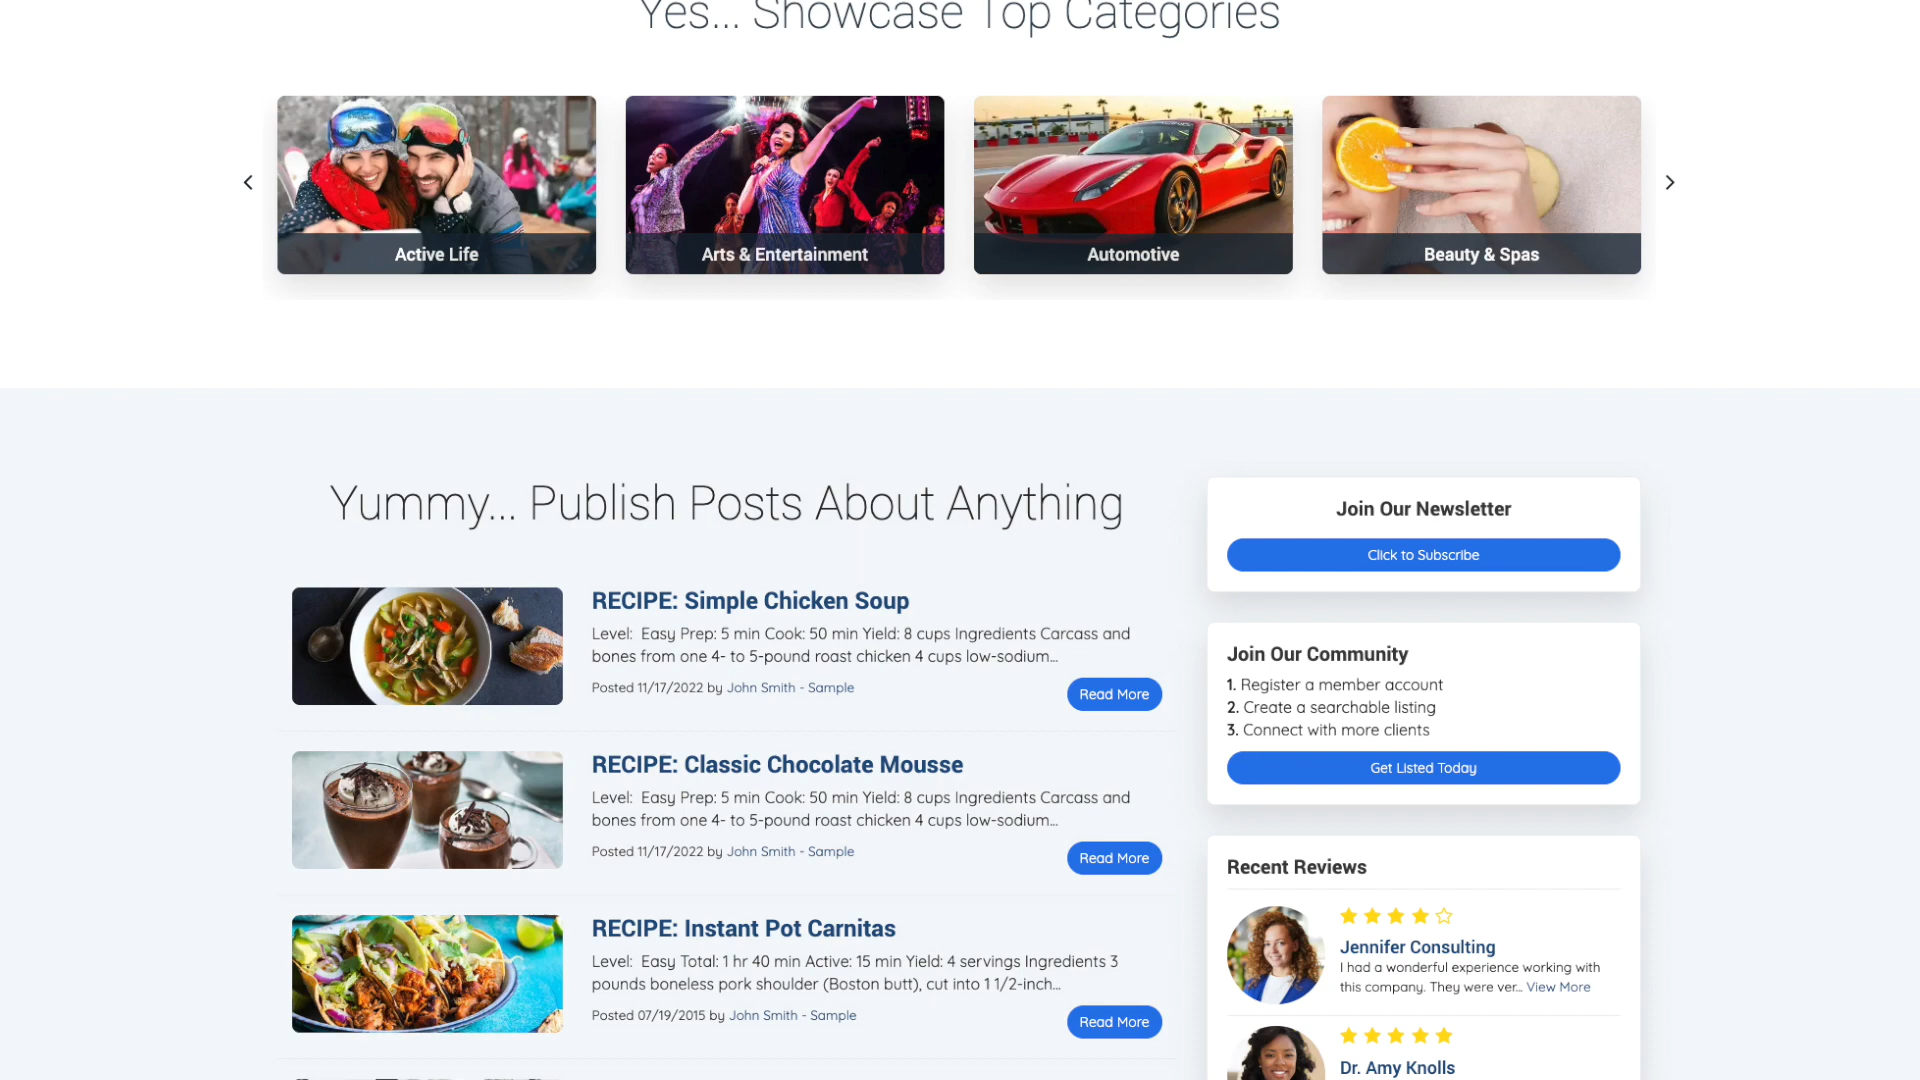 Yes... Showcase Top Categories
Active Life
Arts & Entertainment
Automotive
Beauty & Spas
Yummy... Publish Posts About Anything
RECIPE: Simple Chicken Soup
Level:  Easy Prep: 5 min Cook: 50 min Yield: 8 cups Ingredients Carcass and
bones from one 4- to 5-pound roast chicken 4 cups low-sodium...
Posted 11/17/2022 by John Smith - Sample
Read More
RECIPE: Classic Chocolate Mousse
Level:  Easy Prep: 5 min Cook: 50 min Yield: 8 cups Ingredients Carcass and
bones from one 4- to 5-pound roast chicken 4 cups low-sodium...
Posted 11/17/2022 by John Smith - Sample
Read More
RECIPE: Instant Pot Carnitas
Level:  Easy Total: 1 hr 40 min Active: 15 min Yield: 4 servings Ingredients 3
pounds boneless pork shoulder (Boston butt), cut into 1 1/2-inch...
Posted 07/19/2015 by John Smith - Sample
Read More
Join Our Newsletter
Click to Subscribe
Join Our Community
1. Register a member account
2. Create a searchable listing
3. Connect with more clients
Get Listed Today
Recent Reviews
Jennifer Consulting
I had a wonderful experience working with
this company. They were ver... View More
Dr. Amy Knolls